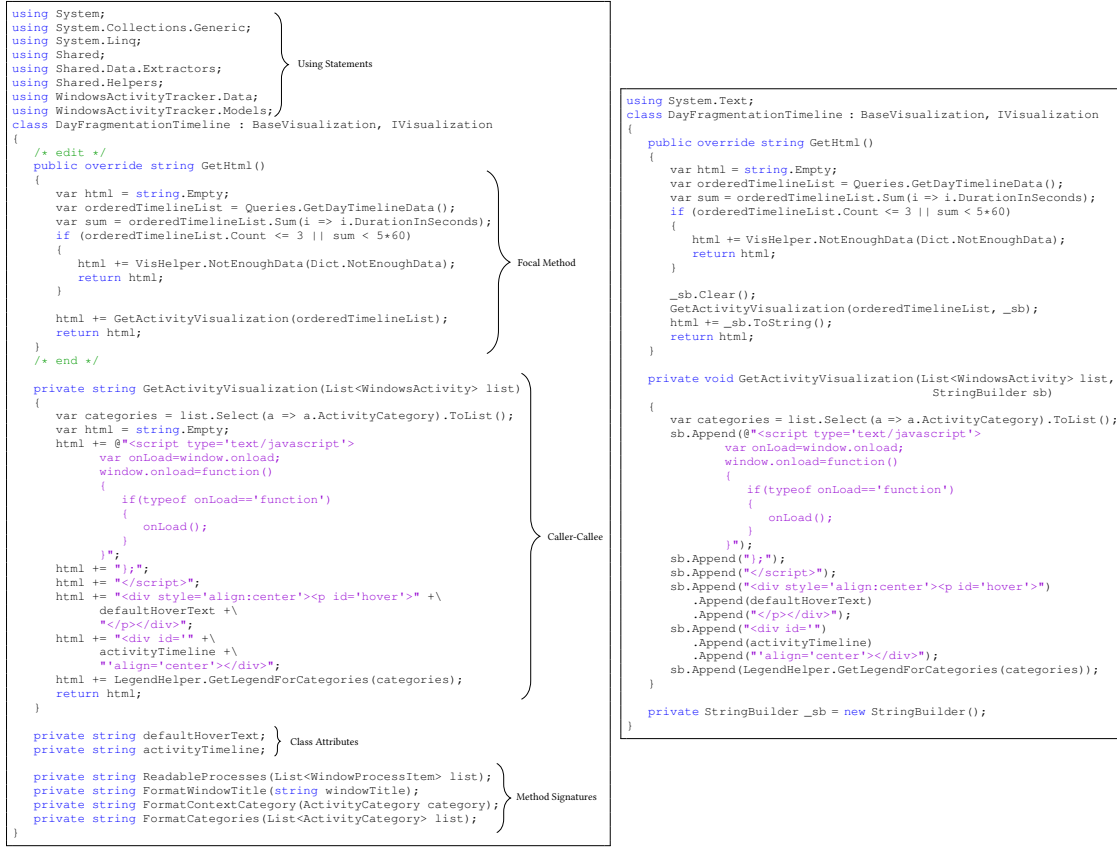 using System;
using System.Collections.Generic;
using System.Linq;
using Shared;
using Shared.Data.Extractors;
using Shared.Helpers;
using WindowsActivityTracker.Data;
using WindowsActivityTracker.Models;
Using Statements
class DayFragmentationTimeline : BaseVisualization, IVisualization
{
/* edit */
public override string GetHtml()
{
var html = string.Empty;
var orderedTimelineList = Queries.GetDayTimelineData();
var sum = orderedTimelineList.Sum(i => i.DurationInSeconds);
if (orderedTimelineList.Count <= 3 || sum < 5*60)
{
html += VisHelper.NotEnoughData(Dict.NotEnoughData);
return html;
}
html += GetActivityVisualization(orderedTimelineList);
return html;
}
/* end */
Focal Method
private string GetActivityVisualization(List<WindowsActivity> list)
{
var categories = list.Select(a => a.ActivityCategory).ToList();
var html = string.Empty;
html += @"<script type='text/javascript'>
var onLoad=window.onload;
window.onload=function()
{
if(typeof onLoad=='function')
{
onLoad();
}
}";
html += "};";
html += "</script>";
html += "<div style='align:center'><p id='hover'>" +\
defaultHoverText +\
"</p></div>";
html += "<div id='" +\
activityTimeline +\
"'align='center'></div>";
html += LegendHelper.GetLegendForCategories(categories);
return html;
}
Caller-Callee
private string defaultHoverText;
private string activityTimeline;
Class Attributes
private string ReadableProcesses(List<WindowProcessItem> list);
private string FormatWindowTitle(string windowTitle);
private string FormatContextCategory(ActivityCategory category);
private string FormatCategories(List<ActivityCategory> list);
Method Signatures
}
using System.Text;
class DayFragmentationTimeline : BaseVisualization, IVisualization
{
public override string GetHtml()
{
var html = string.Empty;
var orderedTimelineList = Queries.GetDayTimelineData();
var sum = orderedTimelineList.Sum(i => i.DurationInSeconds);
if (orderedTimelineList.Count <= 3 || sum < 5*60)
{
html += VisHelper.NotEnoughData(Dict.NotEnoughData);
return html;
}
_sb.Clear();
GetActivityVisualization(orderedTimelineList, _sb);
html += _sb.ToString();
return html;
}
private void GetActivityVisualization(List<WindowsActivity> list,
StringBuilder sb)
{
var categories = list.Select(a => a.ActivityCategory).ToList();
sb.Append(@"<script type='text/javascript'>
var onLoad=window.onload;
window.onload=function()
{
if(typeof onLoad=='function')
{
onLoad();
}
}");
sb.Append("};");
sb.Append("</script>");
sb.Append("<div style='align:center'><p id='hover'>")
.Append(defaultHoverText)
.Append("</p></div>");
sb.Append("<div id='")
.Append(activityTimeline)
.Append("'align='center'></div>");
sb.Append(LegendHelper.GetLegendForCategories(categories));
}
private StringBuilder _sb = new StringBuilder();
}